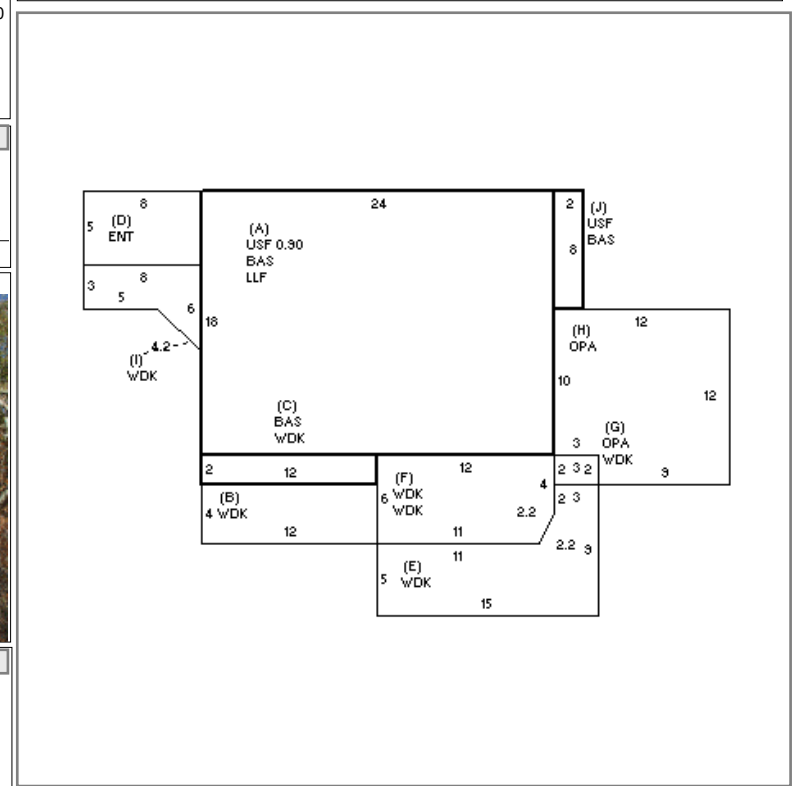 0
8
24
2
(J)
USF
BAS
5
(D)
ENT
(A)
USF 0.90
BAS
LLF
8
3
8
5
6
18
4.2
(I)
WDK
(H)
OPA
12
10
12
(C)
BAS
WDK
(G)
OPA
WDK
3
2
12
12
2 3 2
9
(F)
WDK
WDK
4
6
2 3
(B)
4 WDK
2.2
12
11
2.2
9
11
(E)
WDK
5
15